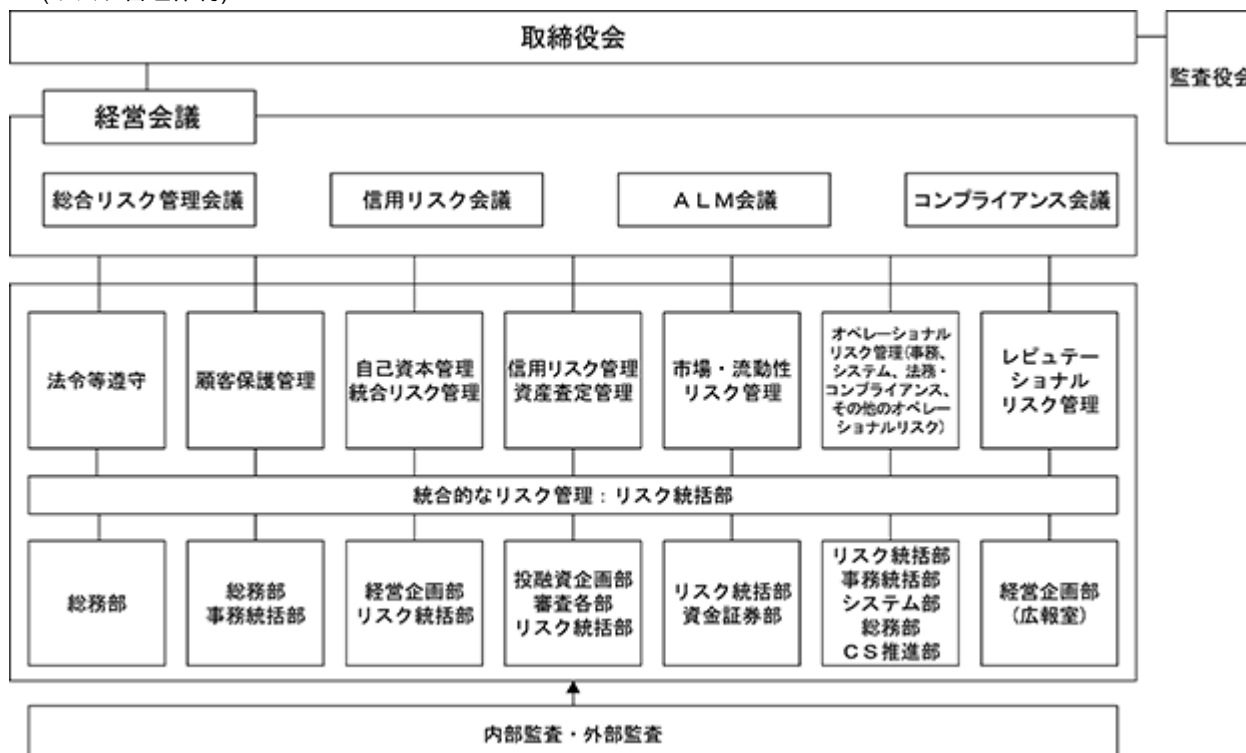 取締役会
監査役会
経営会議
総合リスク管理会議
信用リスク会議
ＡＬＭ会議
コンプライアンス会議
法令等遵守
顧客保護管理
自己資本管理
統合リスク管理
信用リスク管理
資産査定管理
市場・流動性
リスク管理
オペレーショナル
リスク管理(事務、
システム、法務・
コンプライアンス、
その他のオペレー
ショナルリスク)
レピュテー
ショナル
リスク管理
統合的なリスク管理：リスク統括部
総務部
総務部
事務統括部
経営企画部
リスク統括部
投融資企画部
審査各部
リスク統括部
リスク統括部
資金証券部
リスク統括部
事務統括部
システム部
総務部
ＣＳ推進部
経営企画部
(広報室)
内部監査・外部監査